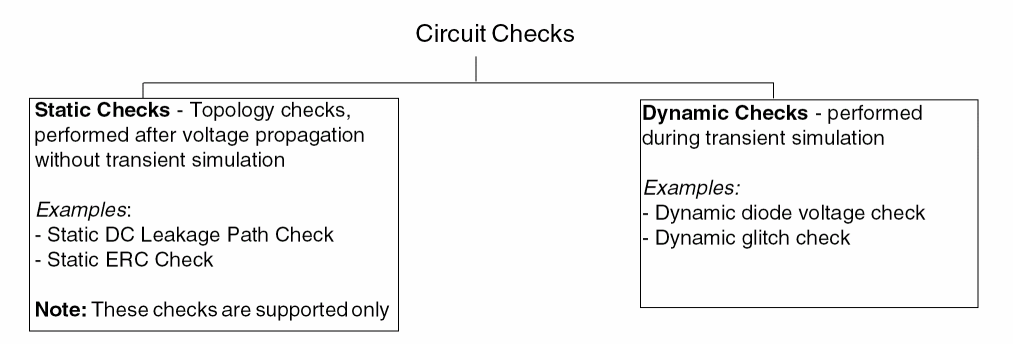 Circuit Checks
Static Checks - Topology checks,
performed after voltage propagation
without transient simulation
Examples:
- Static DC Leakage Path Check
- Static ERC Check
Note: These checks are supported only
Dynamic Checks - performed
during transient simulation
Examples:
- Dynamic diode voltage check
- Dynamic glitch check